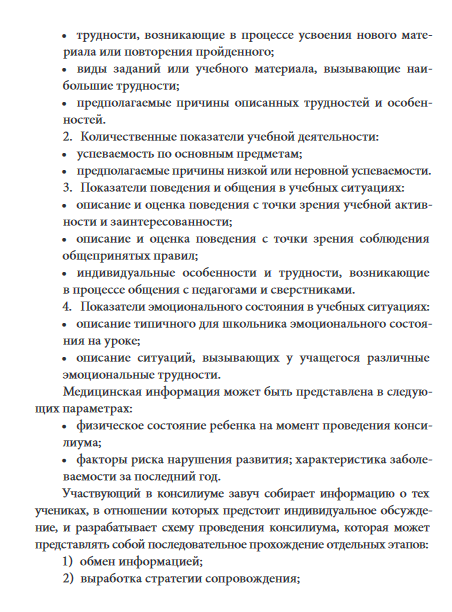 • трудности, возникающие в процессе усвоения нового мате-
риала или повторения пройденного;
• виды заданий или учебного материала, вызывающие наи-
большие трудности;
• предполагаемые причины описанных трудностей и особен-
ностей.
2. Количественные показатели учебной деятельности:
• успеваемость по основным предметам;
• предполагаемые причины низкой или неровной успеваемости.
3. Показатели поведения и общения в учебных ситуациях:
• описание и оценка поведения с точки зрения учебной актив-
ности и заинтересованности;
• описание и оценка поведения с точки зрения соблюдения
общепринятых правил;
• индивидуальные особенности и трудности, возникающие
в процессе общения с педагогами и сверстниками.
4. Показатели эмоционального состояния в учебных ситуациях:
• описание типичного для школьника эмоционального состоя-
ния на уроке;
• описание ситуаций, вызывающих у учащегося различные
эмоциональные трудности.
Медицинская информация может быть представлена в следую-
щих параметрах:
• физическое состояние ребенка на момент проведения конси-
лиума;
• факторы риска нарушения развития; характеристика заболе-
ваемости за последний год.
Участвующий в консилиуме завуч собирает информацию о тех
учениках, в отношении которых предстоит индивидуальное обсужде-
ние, и разрабатывает схему проведения консилиума, которая может
представлять собой последовательное прохождение отдельных этапов:
1) обмен информацией;
2) выработка стратегии сопровождения;